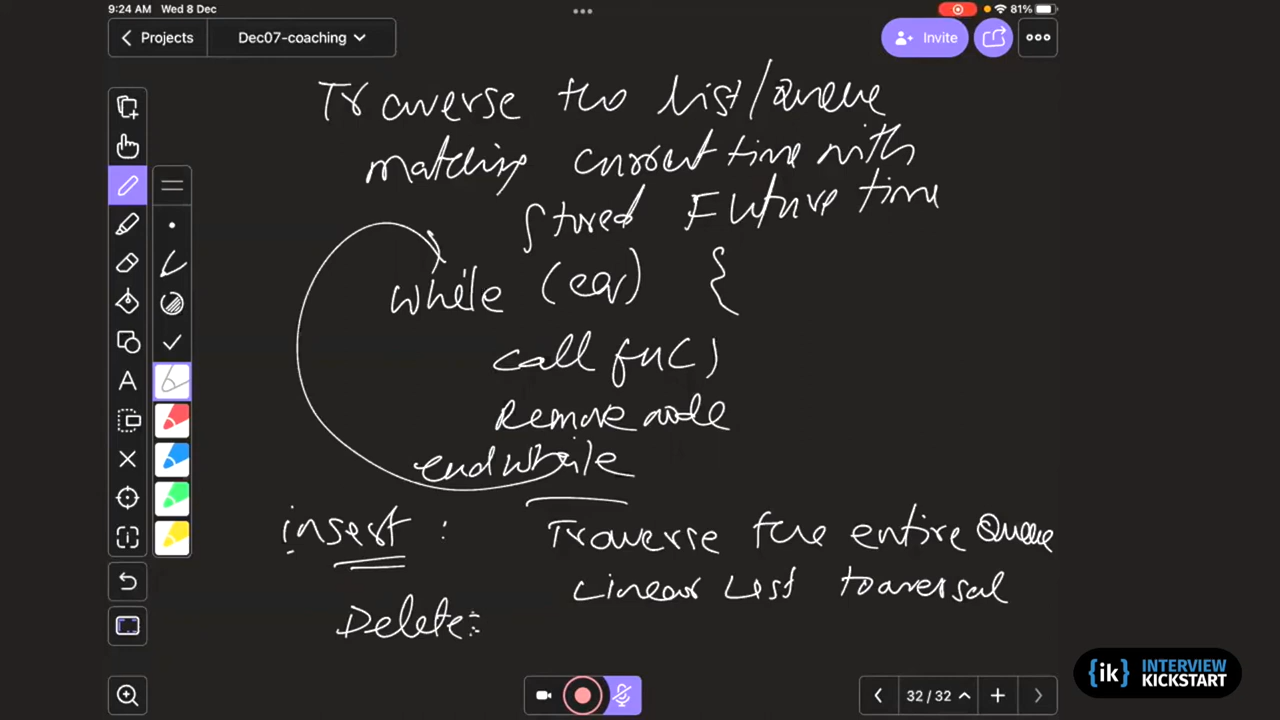 9:24 AM Wed 8 Dec
81%
Projects
Dec07-coaching
Invite
Traverse the list/Queue
matching current time with
stored Future time
while (eqv) {
call fn()
Remove node
endwhile
insert : Traverse the entire Queue
Linear List traversal
Delete:
A
32 / 32
{ik} INTERVIEW
KICKSTART